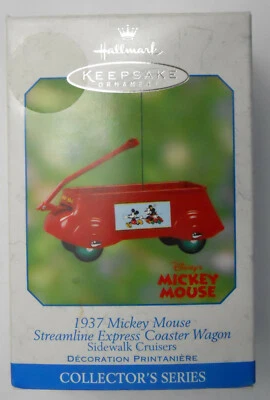 Hallmark
KEEPSAKE
ORNAMENT
Disney's
MICKEY
MOUSE
1937 Mickey Mouse
Streamline Express Coaster Wagon
Sidewalk Cruisers
DÉCORATION PRINTANIÈRE
COLLECTOR'S SERIES